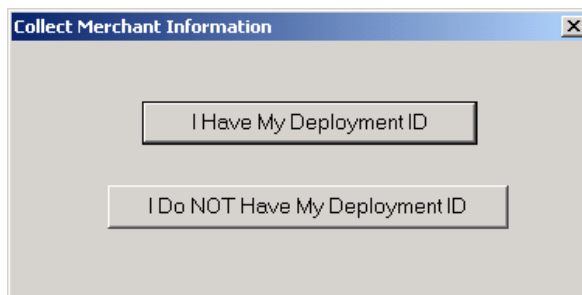 Collect Merchant Information
I Have My Deployment ID
I Do NOT Have My Deployment ID